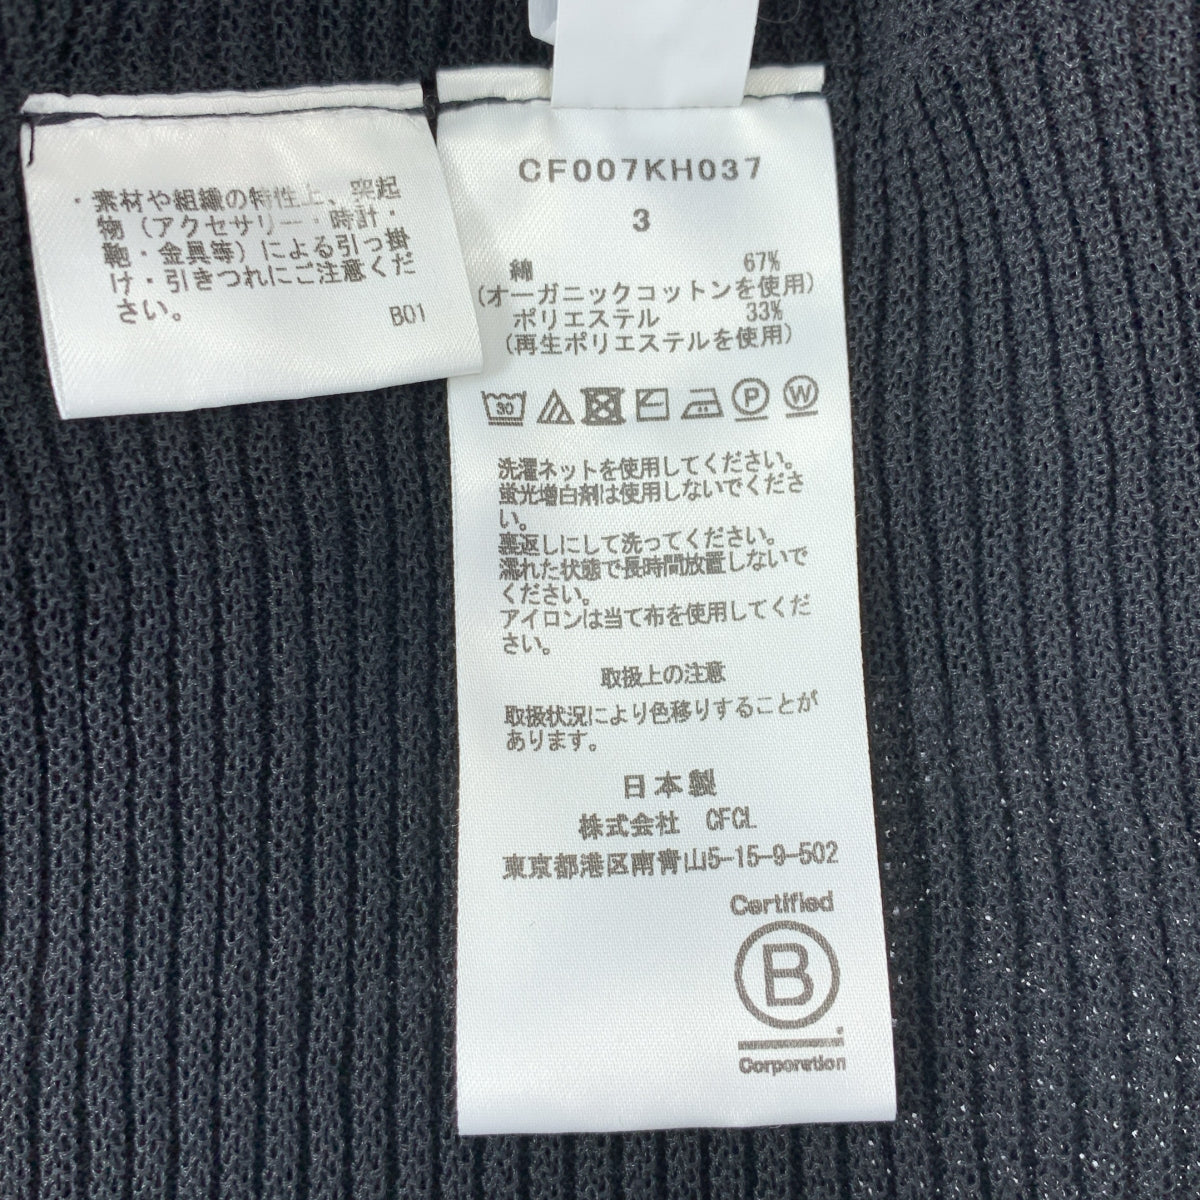 ・素材や組織の特性上、突起
物（アクセサリー・時計・
鞄・金具等）による引っ掛
け・引きつれにご注意くだ
さい。
B01
CF007KH037
3
綿 67%
(オーガニックコットンを使用)
ポリエステル 33%
(再生ポリエステルを使用)
30
P
W
洗濯ネットを使用してください。
蛍光増白剤は使用しないでくださ
い。
裏返しにして洗ってください。
濡れた状態で長時間放置しないで
ください。
アイロンは当て布を使用してくだ
さい。
取扱上の注意
取扱状況により色移りすることが
あります。
日本製
株式会社 CFCL
東京都港区南青山5-15-9-502
Certified
B
Corporation